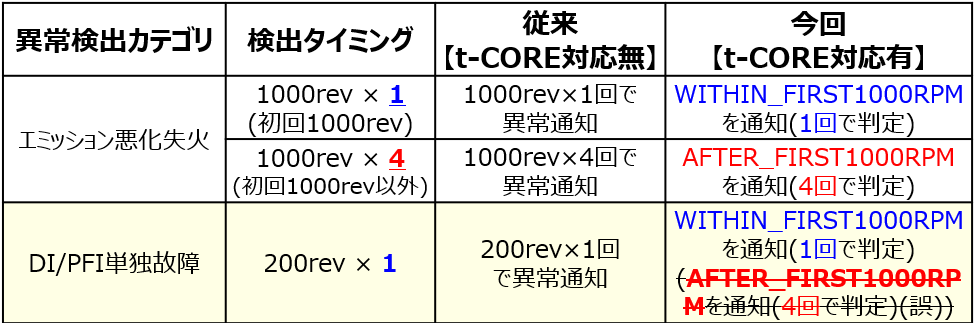 異常検出カテゴリ
検出タイミング
従来
【t-CORE対応無】
今回
【t-CORE対応有】
エミッション悪化失火
1000rev × 1
(初回1000rev)
1000rev×1回で
異常通知
WITHIN_FIRST1000RPM
を通知(1回で判定)
1000rev × 4
(初回1000rev以外)
1000rev×4回で
異常通知
AFTER_FIRST1000RPM
を通知(4回で判定)
DI/PFI単独故障
200rev × 1
200rev×1回
で異常通知
WITHIN_FIRST1000RPM
を通知(1回で判定)
(AFTER_FIRST1000RP
Mを通知(4回で判定)(誤))